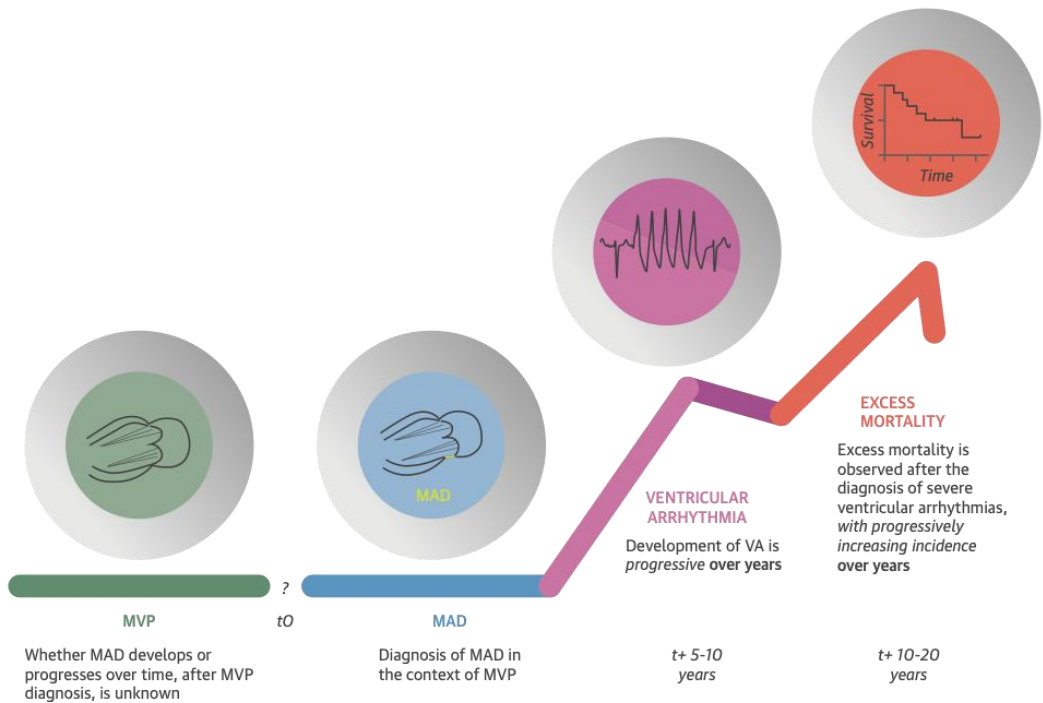 Survival
Time
MAD
EXCESS
MORTALITY
Excess mortality is
observed after the
diagnosis of severe
ventricular arrhythmias,
with progressively
increasing incidence
over years
VENTRICULAR
ARRHYTHMIA
Development of VA is
progressive over years
?
MVP
t0
MAD
Whether MAD develops or
progresses over time, after MVP
diagnosis, is unknown
Diagnosis of MAD in
the context of MVP
t+ 5-10
years
t+ 10-20
years